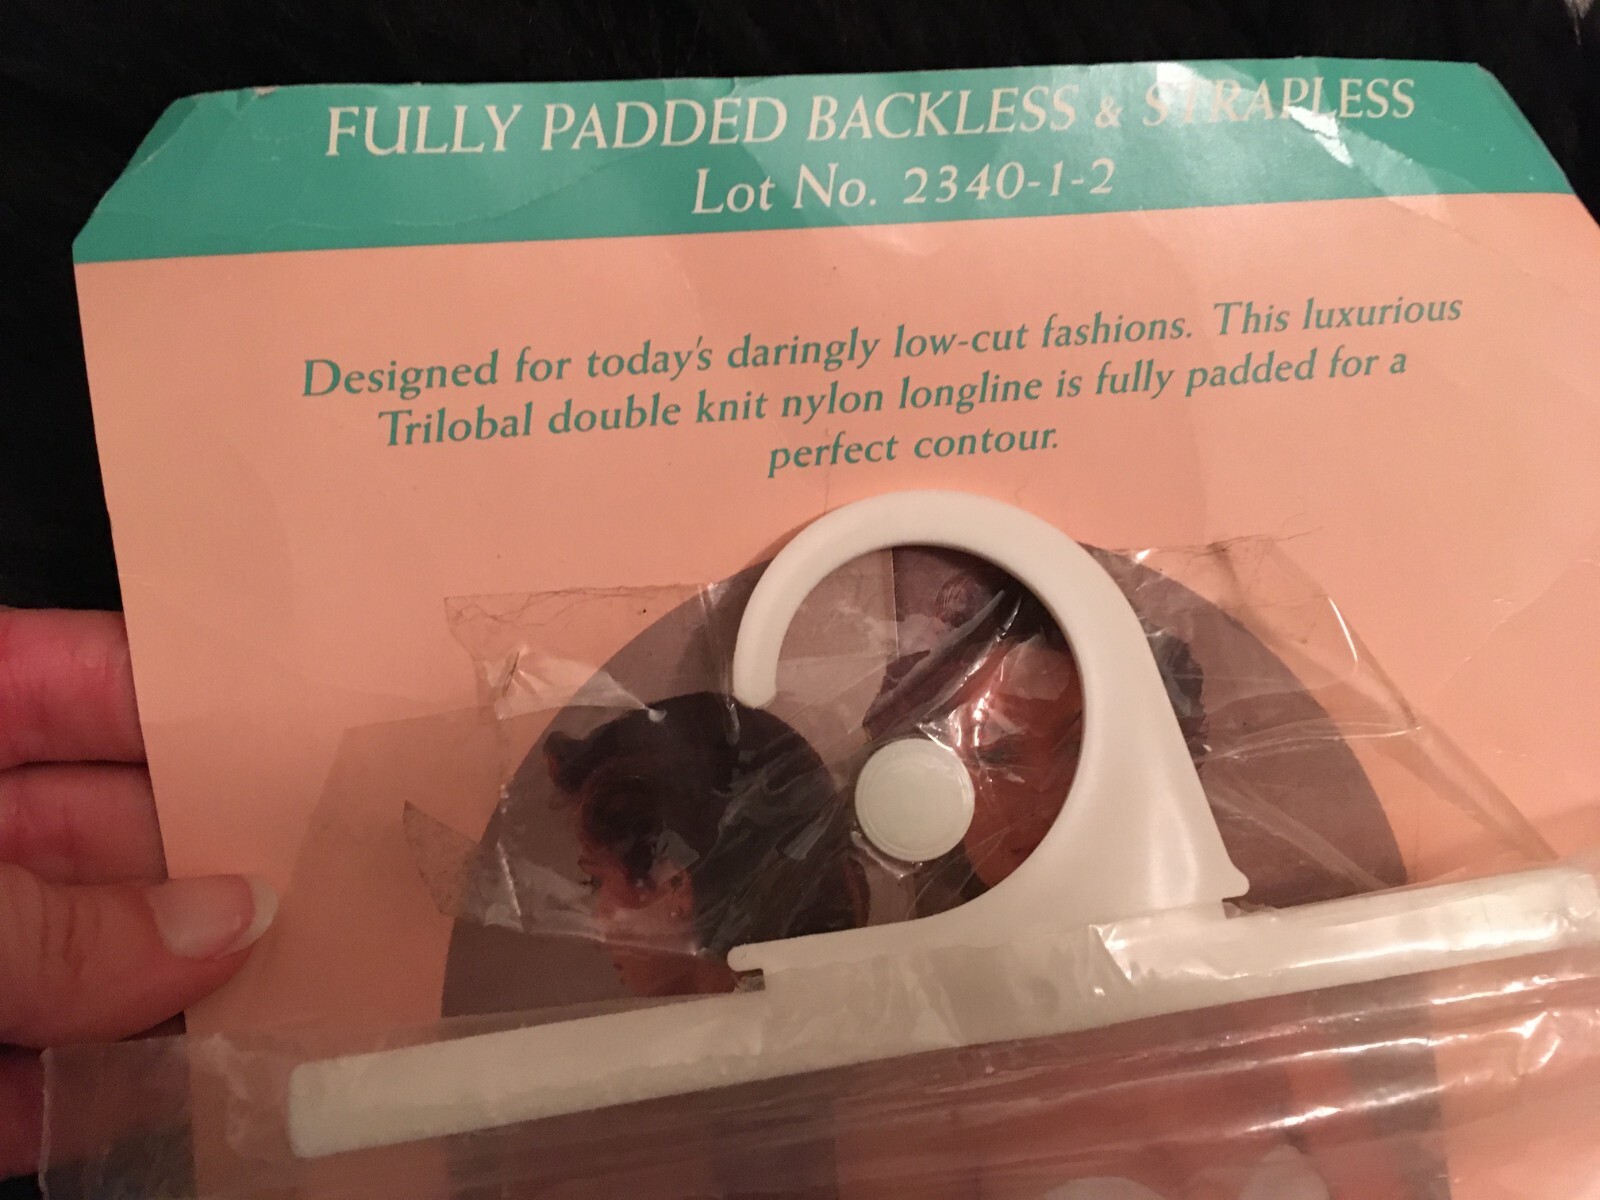 FULLY PADDED BACKLESS & STRAPLESS
Lot No. 2340-1-2
Designed for today's daringly low-cut fashions. This luxurious
Trilobal double knit nylon longline is fully padded for a
perfect contour.